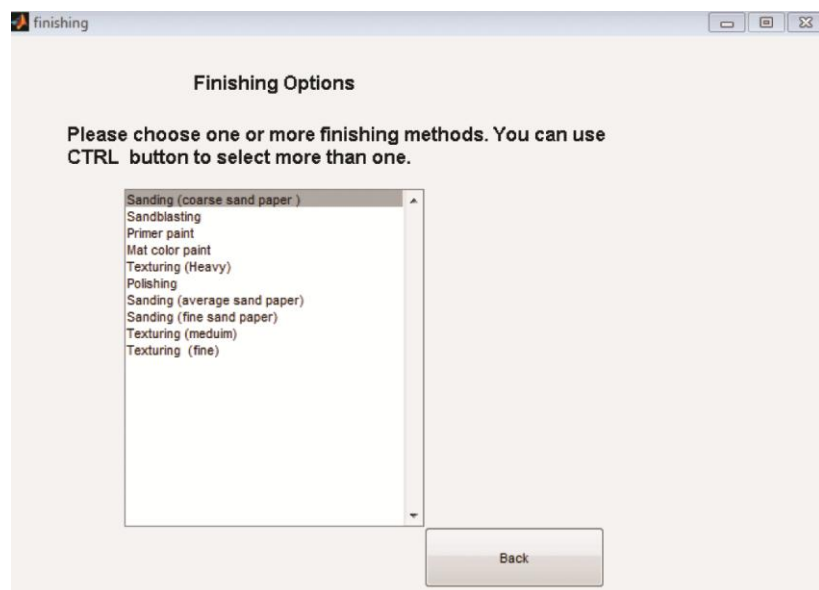 finishing
Finishing Options
Please choose one or more finishing methods. You can use
CTRL button to select more than one.
Sanding (coarse sand paper )
Sandblasting
Primer paint
Mat color paint
Texturing (Heavy)
Polishing
Sanding (average sand paper)
Sanding (fine sand paper)
Texturing (meduim)
Texturing (fine)
Back